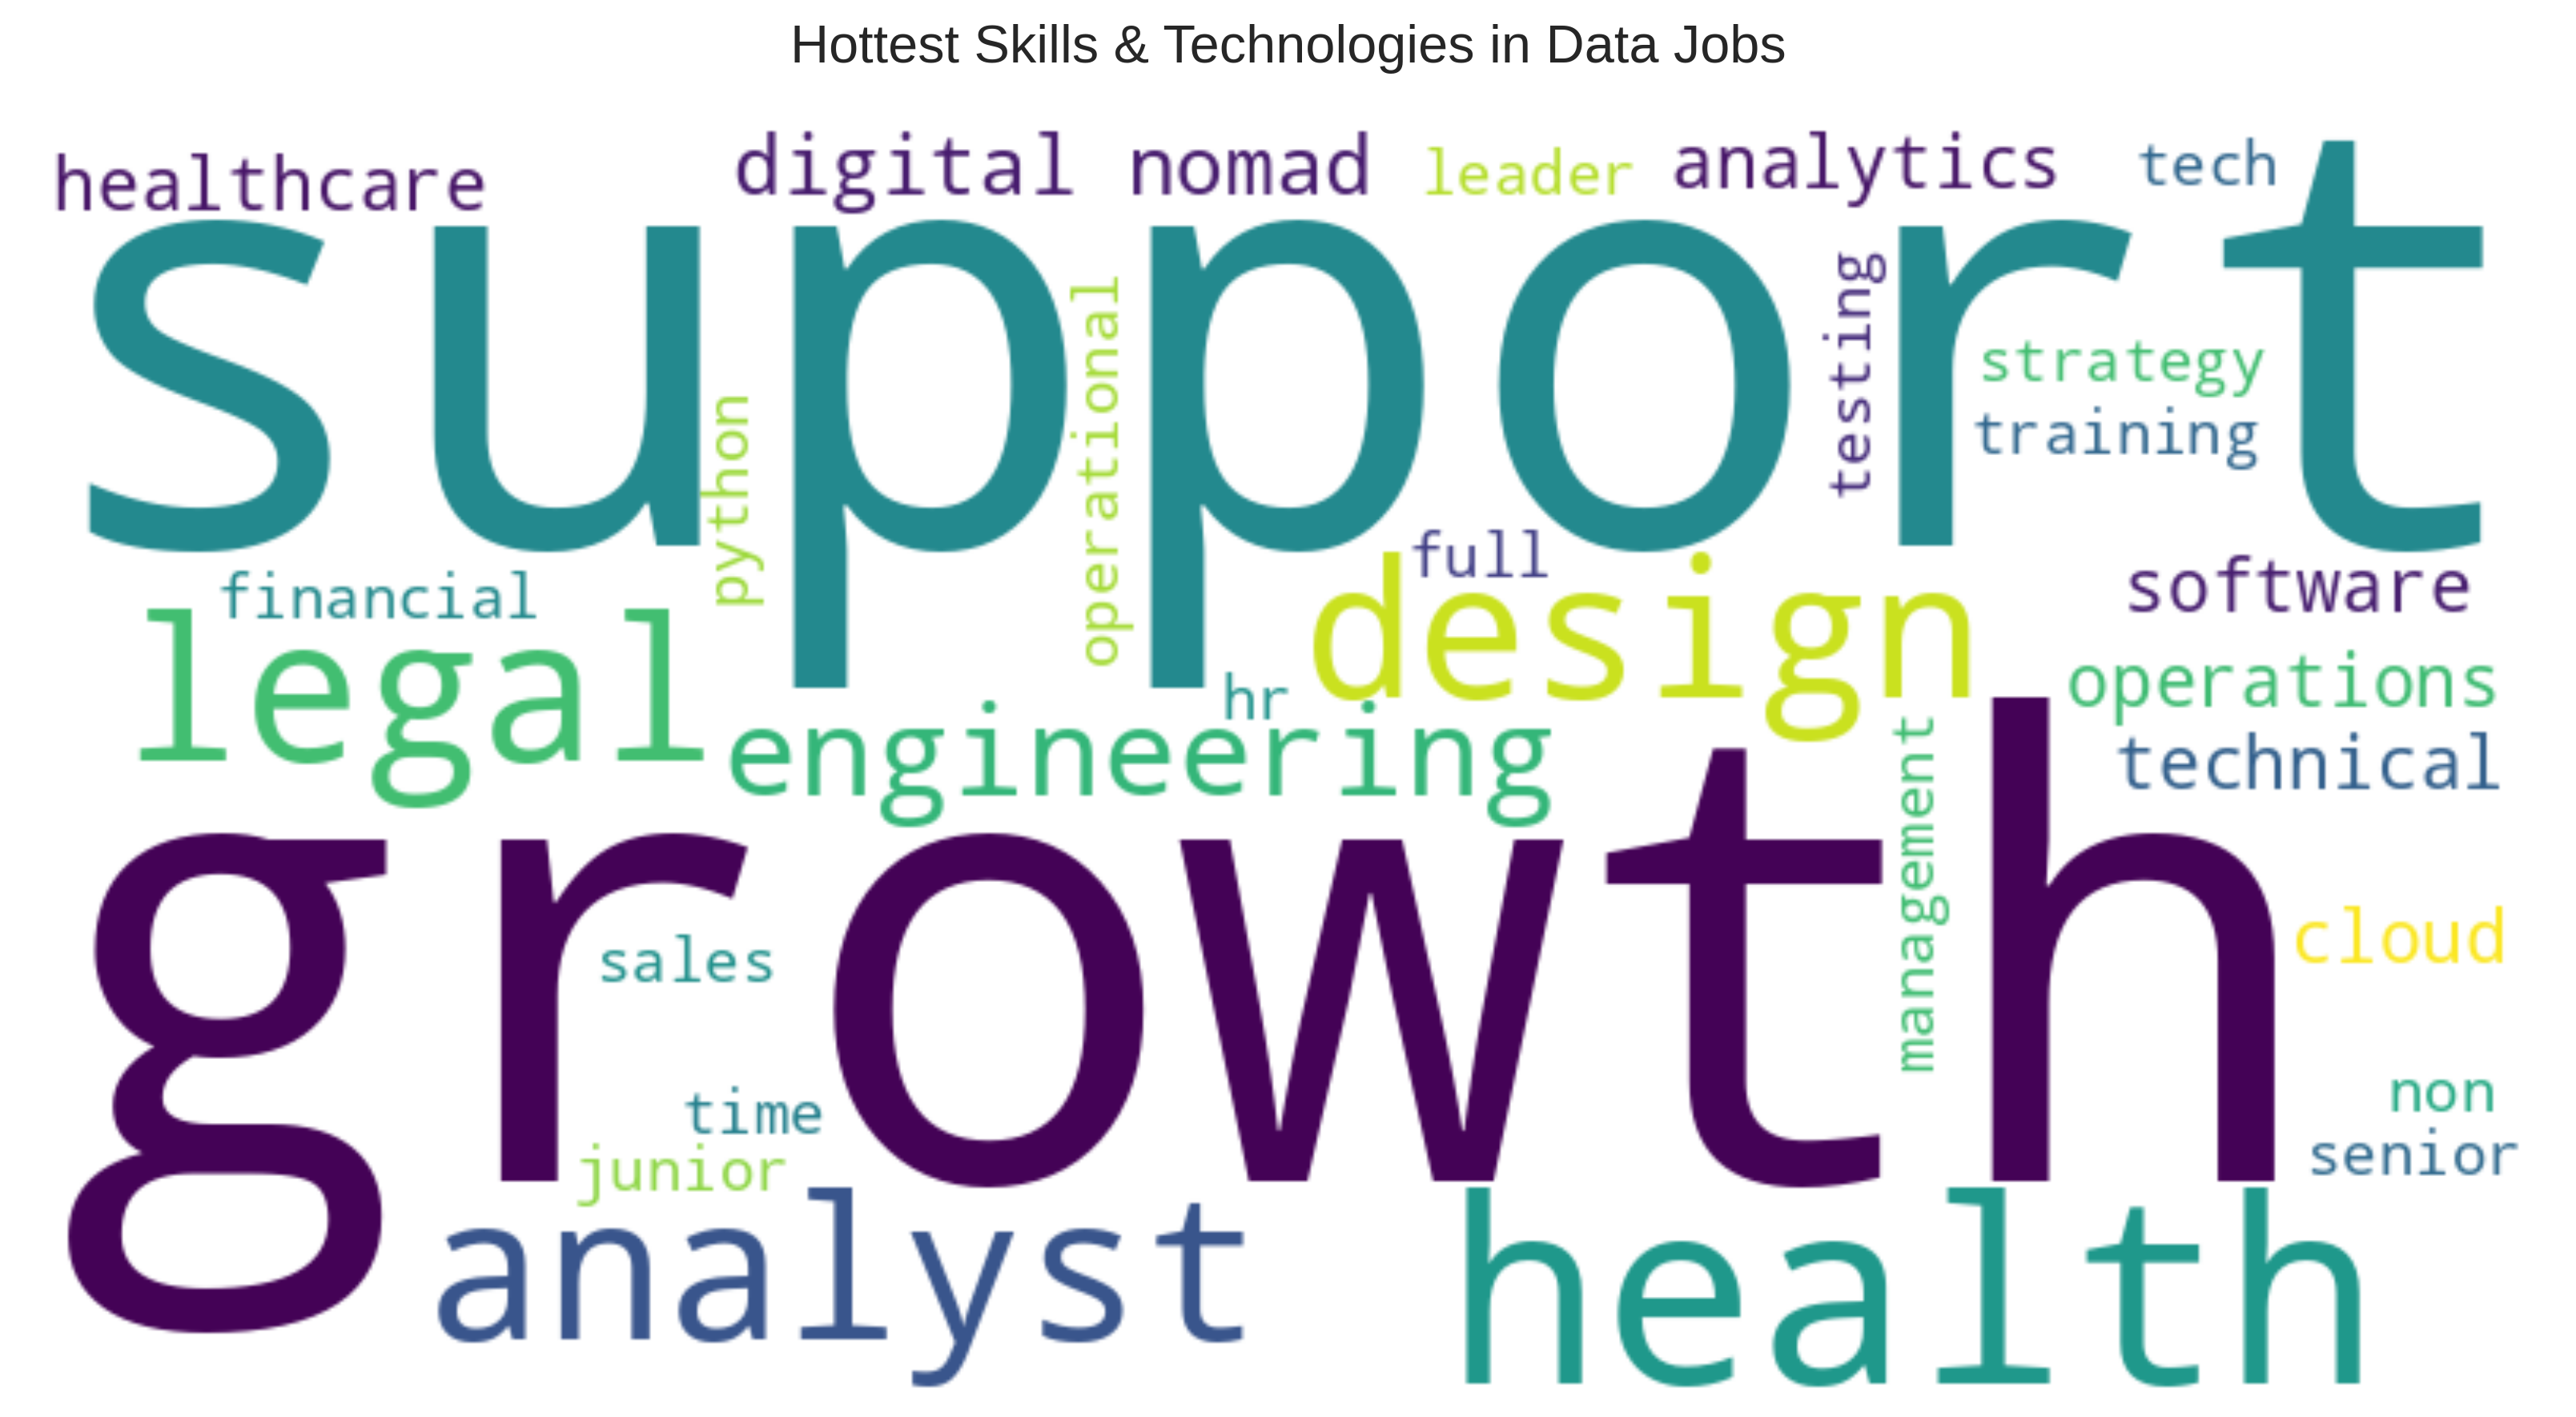 Hottest Skills & Technologies in Data Jobs
healthcare
digital nomad
leader
analytics
tech
support
python
operational
testing
strategy
training
financial
full
design
software
legal
hr
operations
engineering
technical
growth
management
sales
cloud
time
junior
non
senior
analyst
health